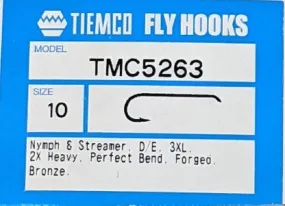 TIEMCO FLY HOOKS
MODEL
TMC5263
SIZE
10
Nymph & Streamer, D/E, 3XL,
2X Heavy, Perfect Bend, Forged,
Bronze.